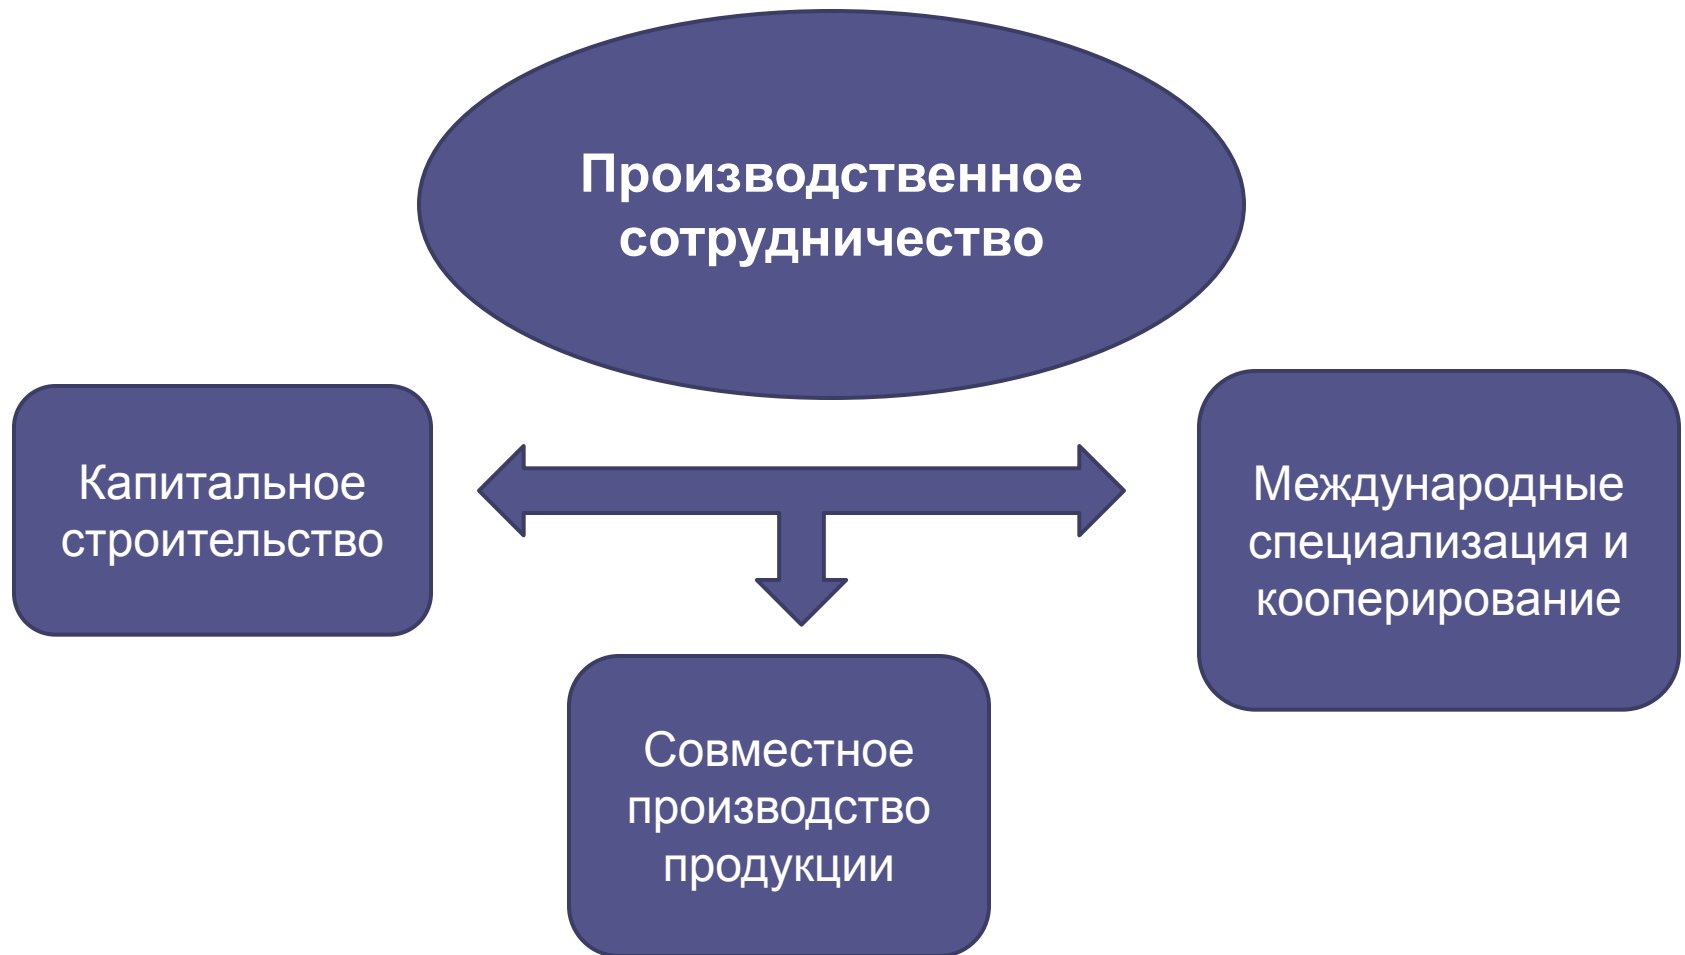 Производственное
сотрудничество
Капитальное
строительство
Международные
специализация и
кооперирование
Совместное
производство
продукции